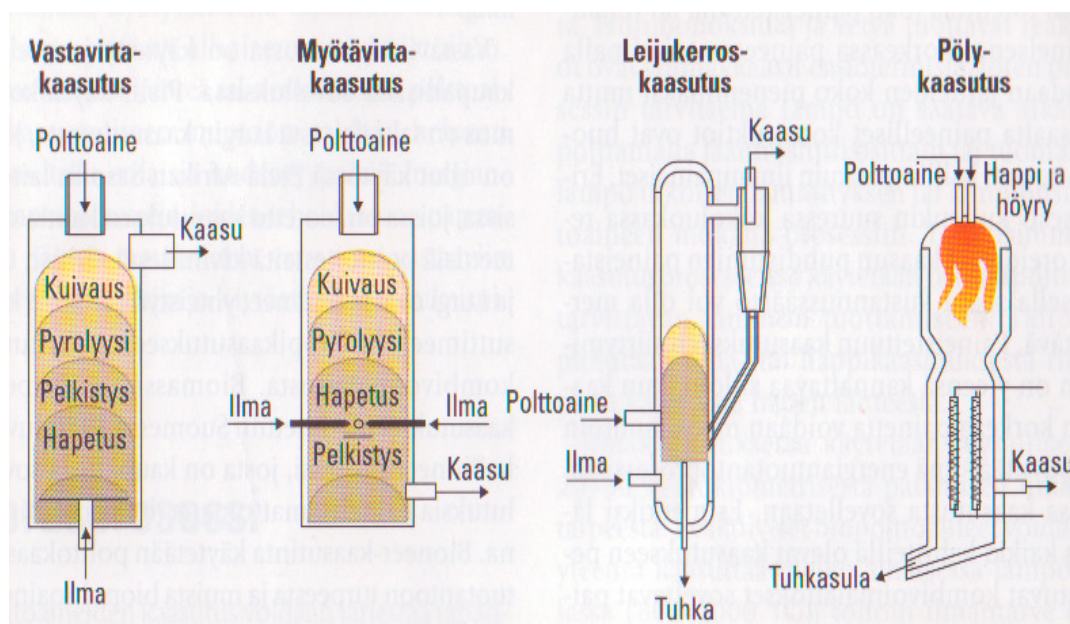 Vastavirta-
kaasutus
Polttoaine
Kaasu
Kuivaus
Pyrolyysi
Pelkistys
Hapetus
Ilma
Myötävirta-
kaasutus
Polttoaine
Kuivaus
Pyrolyysi
Ilma
Hapetus
Ilma
Pelkistys
Kaasu
Leijukerros-
kaasutus
Kaasu
Polttoaine
Ilma
Tuhka
Pöly-
kaasutus
Polttoaine
Happi ja
höyry
Kaasu
Tuhkasula